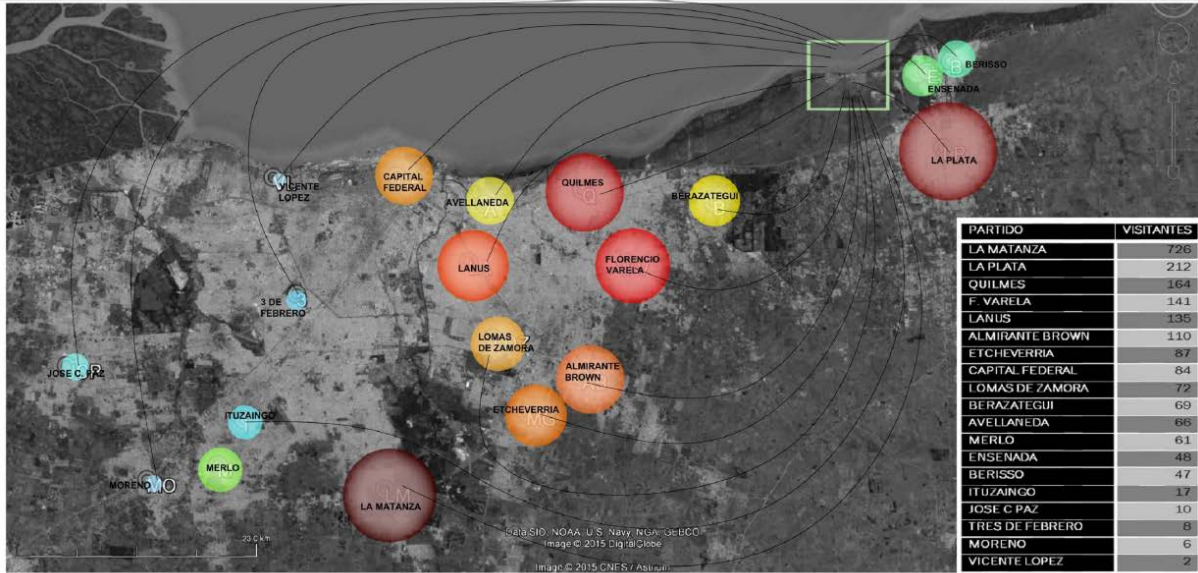 BERISSO
ENSENADA
LA PLATA
VICENTE
LOPEZ
CAPITAL
FEDERAL
AVELLANEDA
QUILMES
BERAZATEGUI
LANUS
FLORENCIO
VARELA
3 DE
FEBRERO
LOMAS
DE ZAMORA
JOSE C. PAZ
ALMIRANTE
BROWN
ETCHEVERRIA
ITUZAINGO
MERLO
MORENO
MO
LA MATANZA
23.0 km
Data SIO, NOAA, U.S. Navy, NGA, GEBCO
Image © 2015 DigitalGlobe
Image © 2015 CNES / Astrium
PARTIDO VISITANTES
LA MATANZA 726
LA PLATA 212
QUILMES 164
F. VARELA 141
LANUS 135
ALMIRANTE BROWN 110
ETCHEVERRIA 87
CAPITAL FEDERAL 84
LOMAS DE ZAMORA 72
BERAZATEGUI 69
AVELLANEDA 66
MERLO 61
ENSENADA 48
BERISSO 47
ITUZAINGO 17
JOSE C PAZ 10
TRES DE FEBRERO 8
MORENO 6
VICENTE LOPEZ 2